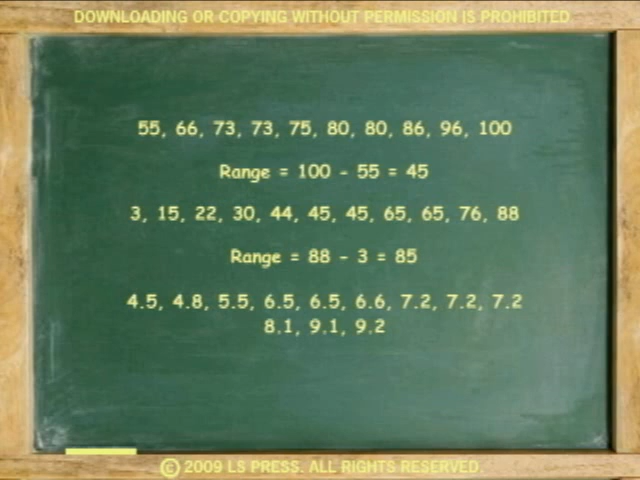 DOWNLOADING OR COPYING WITHOUT PERMISSION IS PROHIBITED
55, 66, 73, 73, 75, 80, 80, 86, 96, 100
Range = 100 - 55 = 45
3, 15, 22, 30, 44, 45, 45, 65, 65, 76, 88
Range = 88 - 3 = 85
4.5, 4.8, 5.5, 6.5, 6.5, 6.6, 7.2, 7.2, 7.2
8.1, 9.1, 9.2
© 2009 LS PRESS. ALL RIGHTS RESERVED.